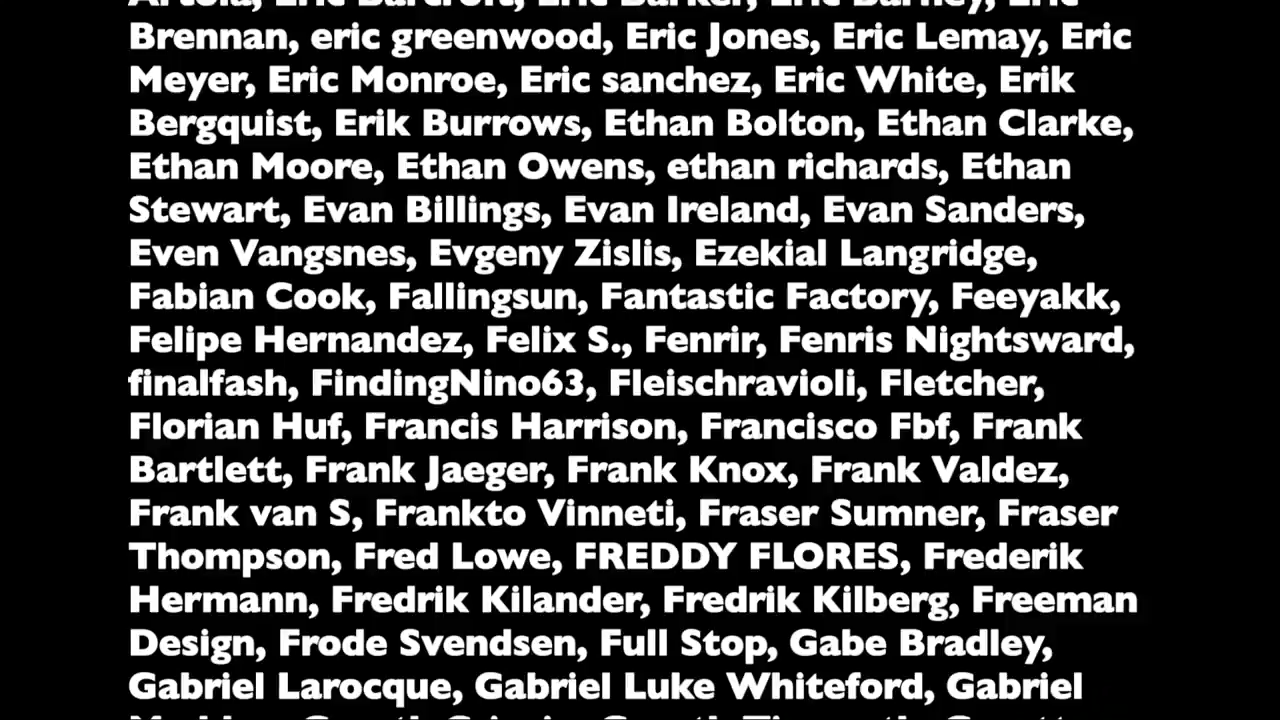 Artola, Eric Barcroft, Eric Barker, Eric Barney, Eric
Brennan, eric greenwood, Eric Jones, Eric Lemay, Eric
Meyer, Eric Monroe, Eric sanchez, Eric White, Erik
Bergquist, Erik Burrows, Ethan Bolton, Ethan Clarke,
Ethan Moore, Ethan Owens, ethan richards, Ethan
Stewart, Evan Billings, Evan Ireland, Evan Sanders,
Even Vangsnes, Evgeny Zislis, Ezekial Langridge,
Fabian Cook, Fallingsun, Fantastic Factory, Feeyakk,
Felipe Hernandez, Felix S., Fenrir, Fenris Nightsward,
finalfash, FindingNino63, Fleischravioli, Fletcher,
Florian Huf, Francis Harrison, Francisco Fbf, Frank
Bartlett, Frank Jaeger, Frank Knox, Frank Valdez,
Frank van S, Frankto Vinneti, Fraser Sumner, Fraser
Thompson, Fred Lowe, FREDDY FLORES, Frederik
Hermann, Fredrik Kilander, Fredrik Kilberg, Freeman
Design, Frode Svendsen, Full Stop, Gabe Bradley,
Gabriel Larocque, Gabriel Luke Whiteford, Gabriel